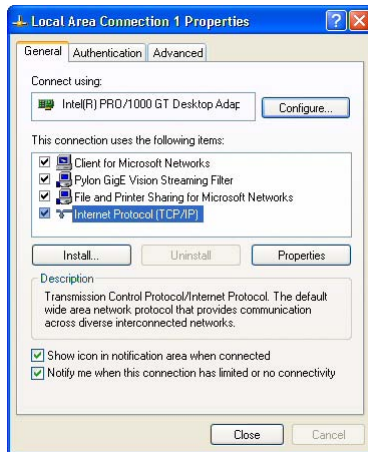 Local Area Connection 1 Properties
General Authentication Advanced
Connect using:
Intel(R) PRO/1000 GT Desktop Adap
Configure...
This connection uses the following items:
Client for Microsoft Networks
Pylon GigE Vision Streaming Filter
File and Printer Sharing for Microsoft Networks
Internet Protocol (TCP/IP)
Install... Uninstall Properties
Description
Transmission Control Protocol/Internet Protocol. The default
wide area network protocol that provides communication
across diverse interconnected networks.
Show icon in notification area when connected
Notify me when this connection has limited or no connectivity
Close Cancel